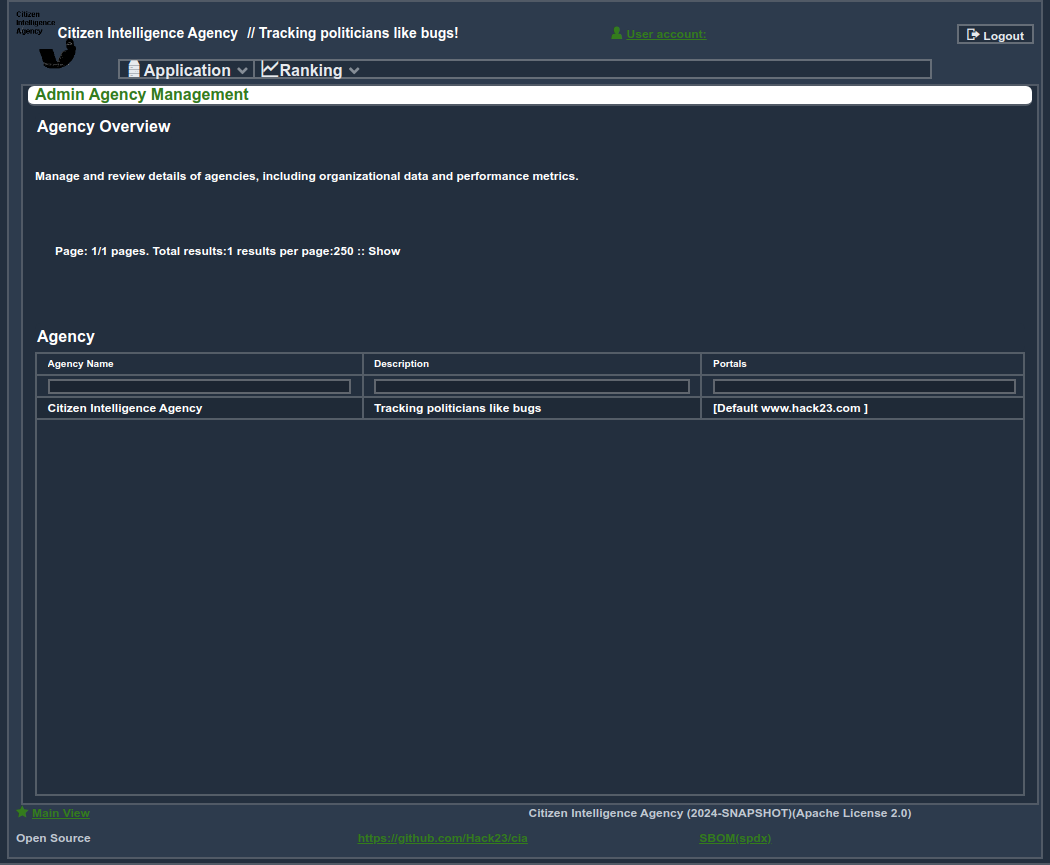 Citizen
Intelligence
Agency
Citizen Intelligence Agency // Tracking politicians like bugs!
User account:
Logout
Application
Ranking
Admin Agency Management
Agency Overview
Manage and review details of agencies, including organizational data and performance metrics.
Page: 1/1 pages. Total results:1 results per page:250 :: Show
Agency
Agency Name Description Portals
Citizen Intelligence Agency Tracking politicians like bugs [Default www.hack23.com ]
Main View Citizen Intelligence Agency (2024-SNAPSHOT)(Apache License 2.0)
Open Source https://github.com/Hack23/cia SBOM(spdx)